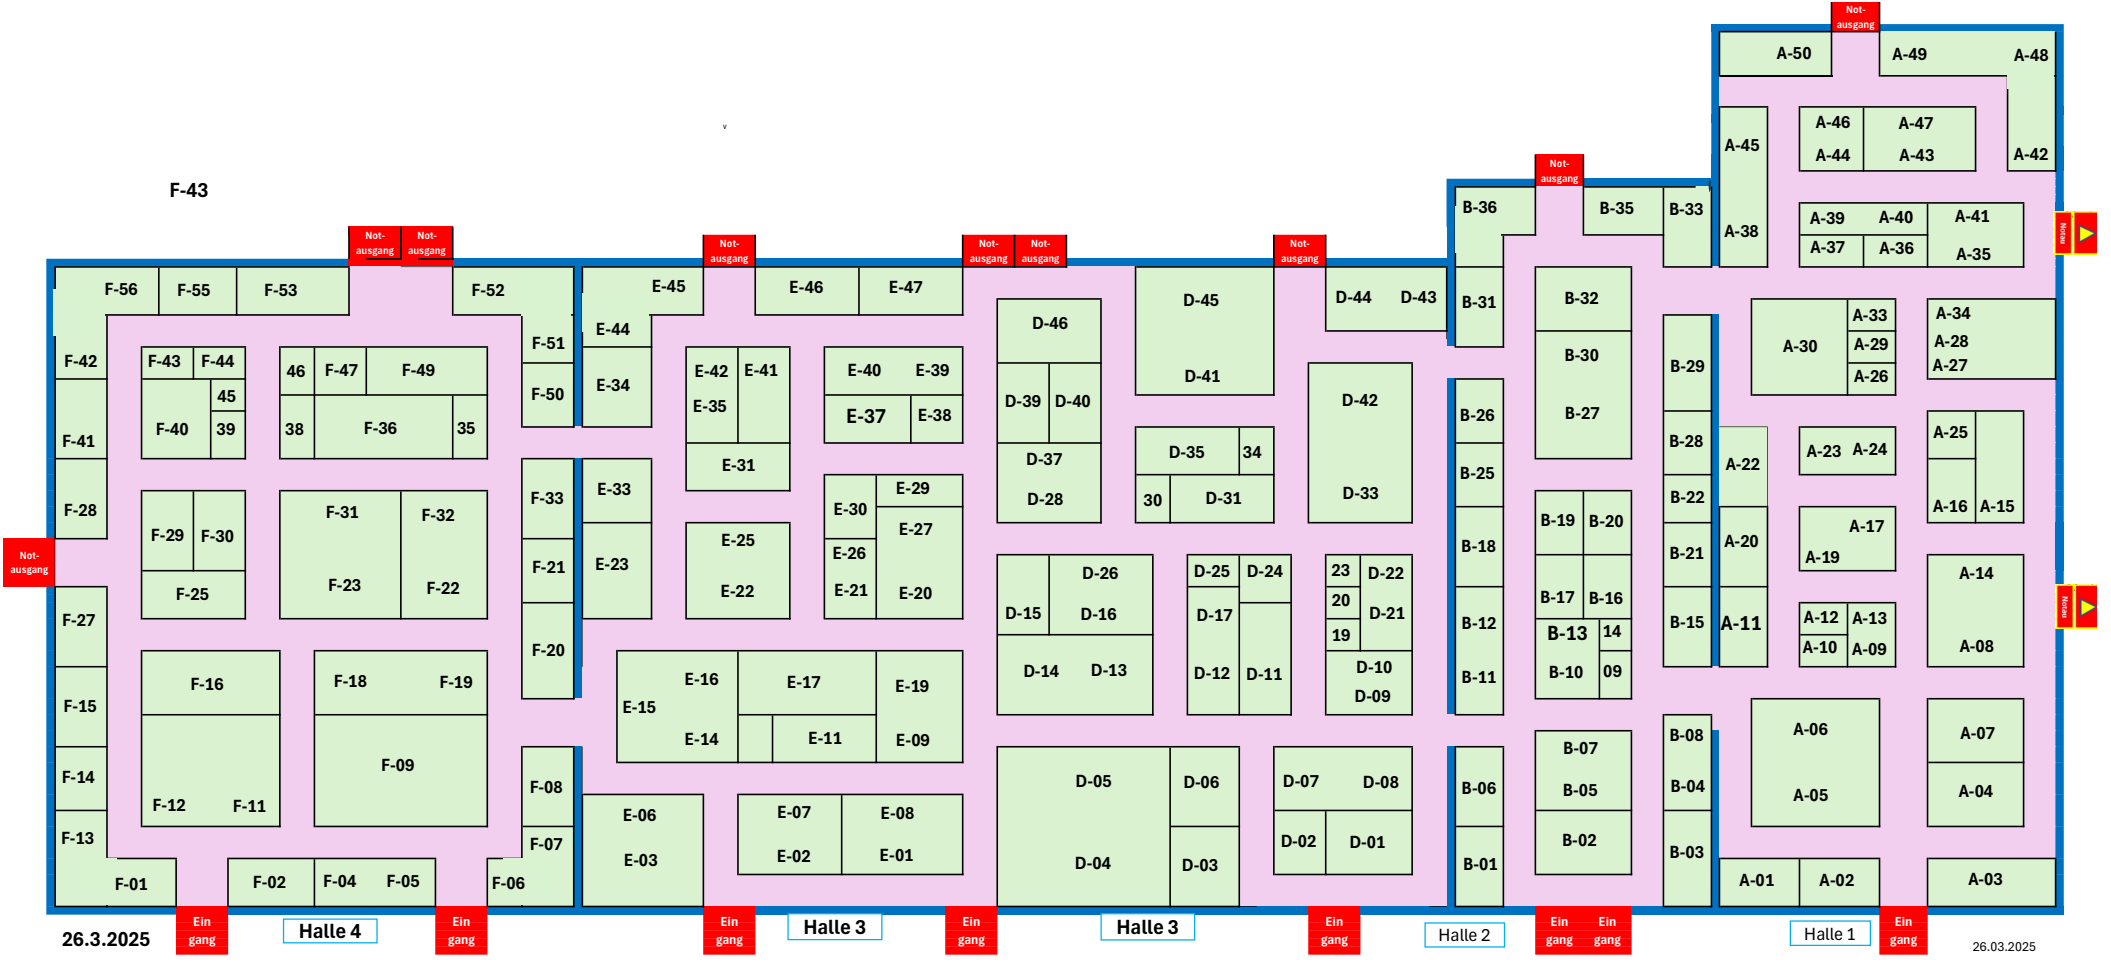 Not-
ausgang
A-50
A-49
A-48
A-45
A-46
A-47
A-44
A-43
A-42
A-38
A-39
A-40
A-41
A-37
A-36
A-35
Notau
v
F-43
Not-
ausgang
B-36
B-35
B-33
Not-
ausgang
Not-
ausgang
Not-
ausgang
Not-
ausgang
Not-
ausgang
Not-
ausgang
F-56
F-55
F-53
F-52
E-45
E-46
E-47
D-46
D-45
D-44
D-43
B-31
B-32
A-30
A-33
A-29
A-26
A-34
A-28
A-27
F-42
F-43
F-44
45
F-40
39
46
F-47
F-49
38
F-36
35
F-51
F-50
E-44
E-34
E-42
E-41
E-35
E-31
E-40
E-39
E-37
E-38
D-39
D-40
D-37
D-28
D-41
D-35
34
30
D-31
D-42
D-33
B-26
B-25
B-30
B-27
B-29
B-28
B-22
A-22
A-23
A-24
A-25
A-16
A-15
F-41
F-28
F-29
F-30
F-25
F-31
F-32
F-23
F-22
F-33
F-21
F-20
E-33
E-23
E-25
E-22
E-30
E-29
E-27
E-26
E-21
E-20
D-26
D-15
D-16
D-14
D-13
D-25
D-24
D-17
D-12
D-11
23
D-22
20
D-21
19
D-10
D-09
B-18
B-12
B-11
B-19
B-20
B-17
B-16
B-13
14
B-10
09
B-21
B-15
A-20
A-11
A-17
A-19
A-12
A-13
A-10
A-09
A-14
A-08
Notau
Not-
ausgang
F-27
F-15
F-14
F-13
F-01
F-16
F-12
F-11
F-18
F-19
F-09
F-08
F-07
F-06
F-02
F-04
F-05
E-16
E-17
E-19
E-15
E-14
E-11
E-09
E-06
E-03
E-07
E-08
E-02
E-01
D-05
D-06
D-04
D-03
D-07
D-08
D-02
D-01
B-06
B-01
B-07
B-05
B-02
B-08
B-04
B-03
A-06
A-05
A-07
A-04
A-01
A-02
A-03
26.3.2025
Ein
gang
Halle 4
Ein
gang
Ein
gang
Halle 3
Ein
gang
Halle 3
Ein
gang
Halle 2
Ein
gang
Ein
gang
Halle 1
Ein
gang
26.03.2025